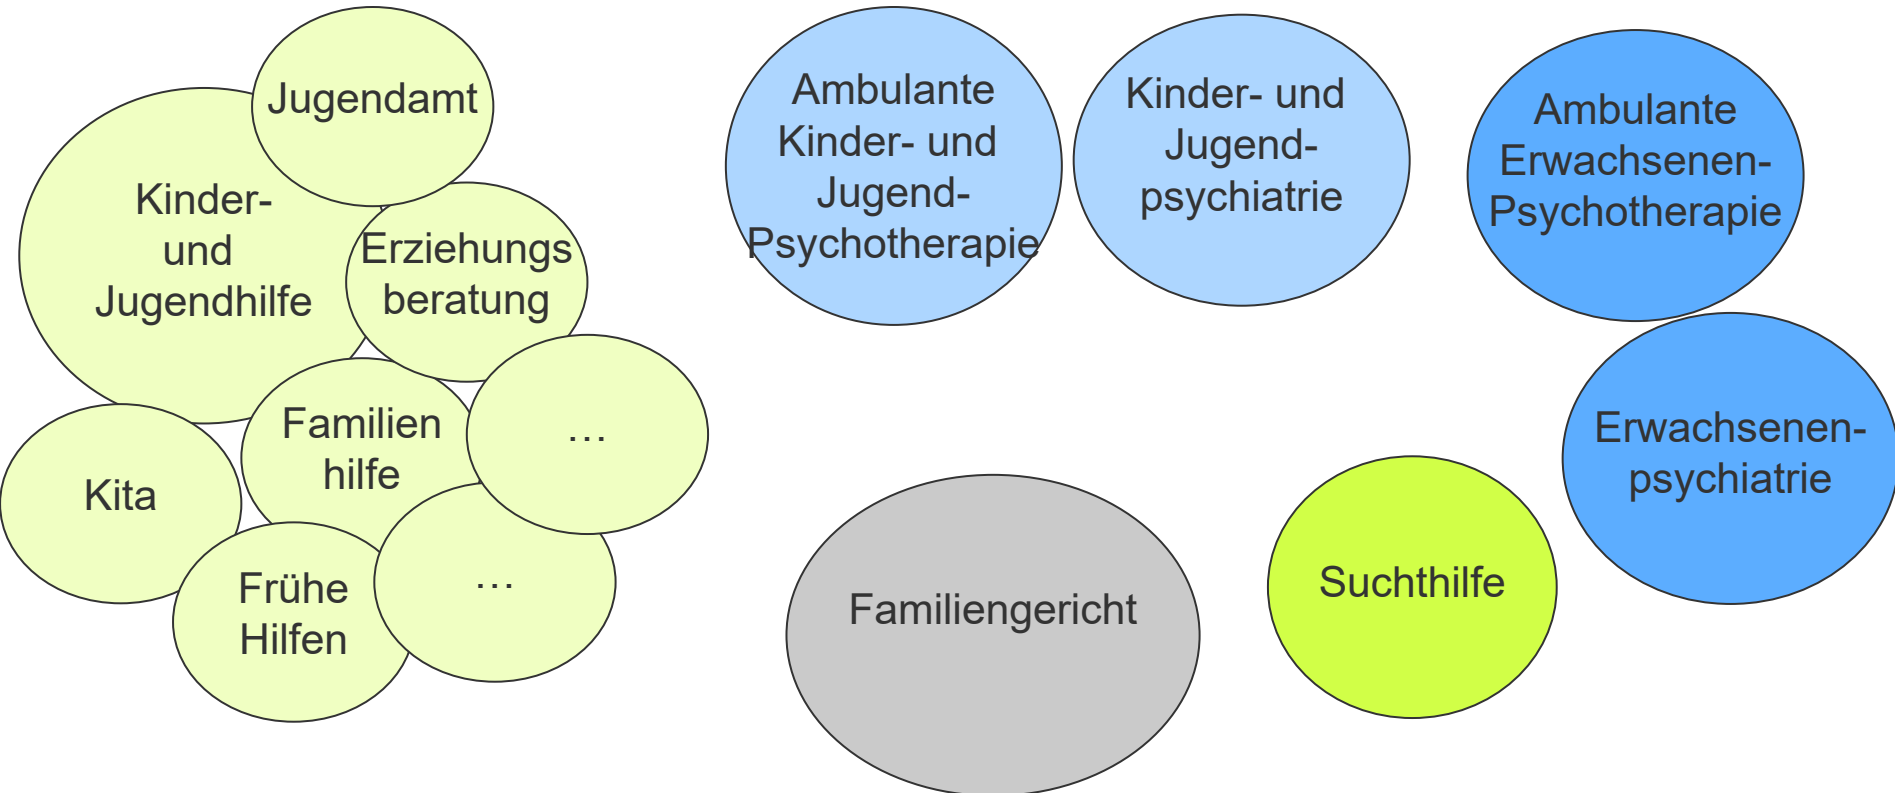 Jugendamt
Kinder-
und
Jugendhilfe
Erziehungs
beratung
Familien
hilfe
…
Kita
Frühe
Hilfen
…
Ambulante
Kinder- und
Jugend-
Psychotherapie
Kinder- und
Jugend-
psychiatrie
Ambulante
Erwachsenen-
Psychotherapie
Erwachsenen-
psychiatrie
Familiengericht
Suchthilfe